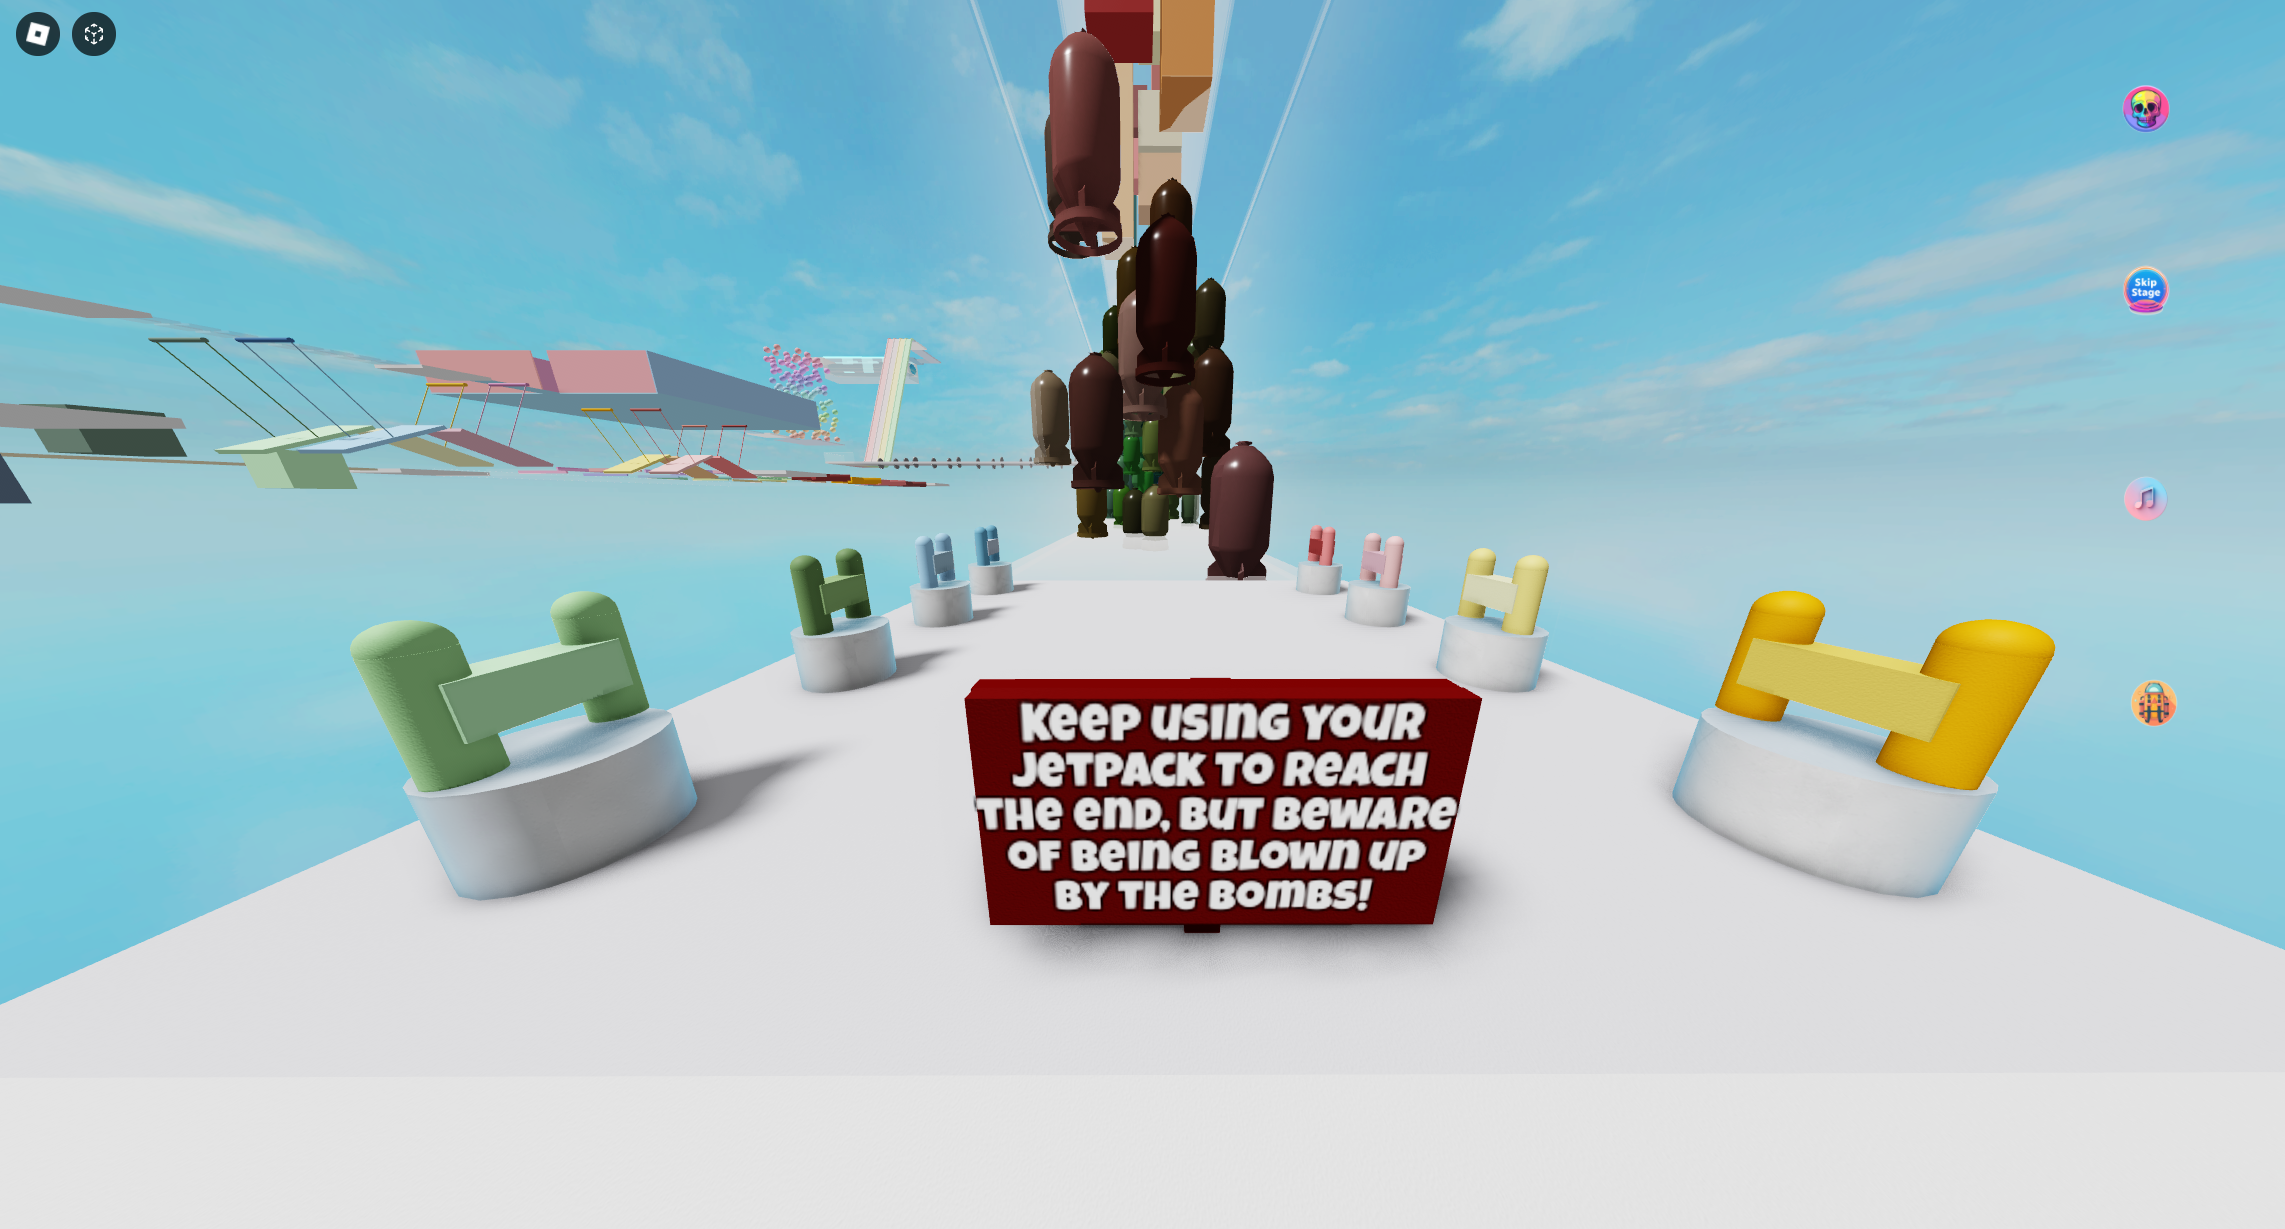 Skip
Stage
KEEP USING YOUR
JETPACK TO REACH
THE END, BUT BEWARE
OF BEING BLOWN UP
BY THE BOMBS!